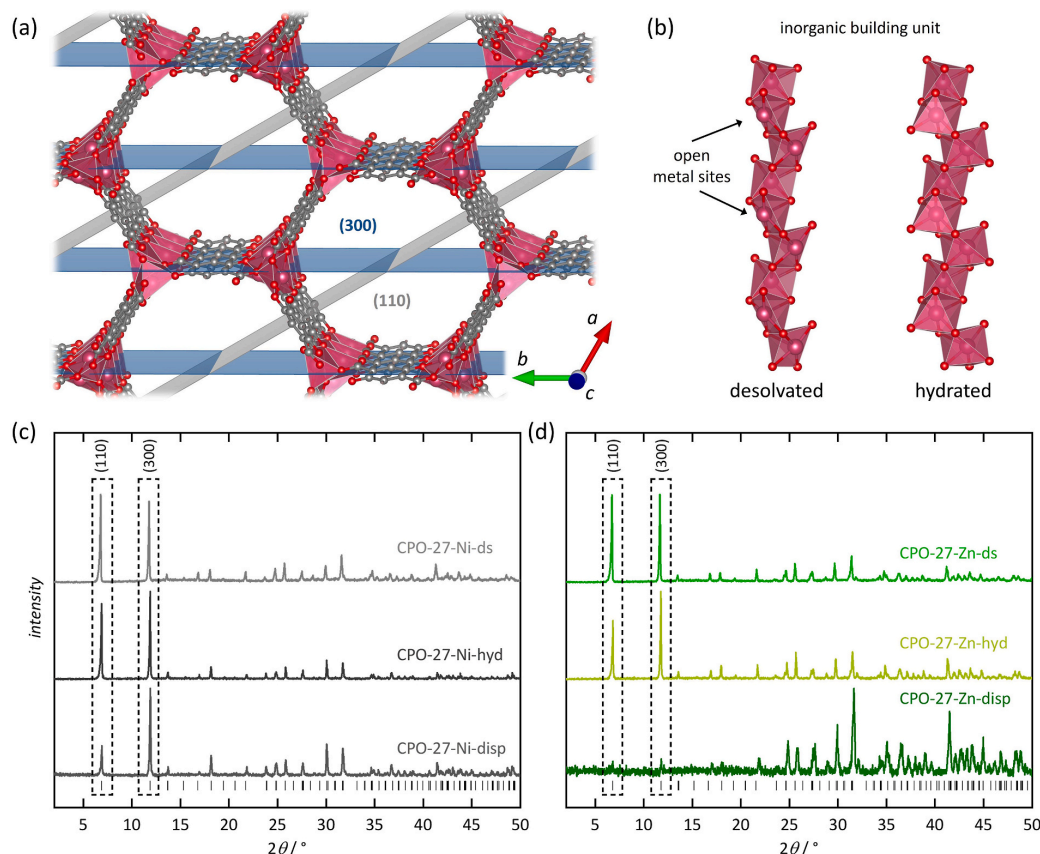 (a)
(300)
(110)
a
b
c
(b)
inorganic building unit
open
metal sites
desolvated
hydrated
(c)
(110)
(300)
CPO-27-Ni-ds
CPO-27-Ni-hyd
CPO-27-Ni-disp
intensity
5 10 15 20 25 30 35 40 45 50
2θ / °
(d)
(110)
(300)
CPO-27-Zn-ds
CPO-27-Zn-hyd
CPO-27-Zn-disp
5 10 15 20 25 30 35 40 45 50
2θ / °